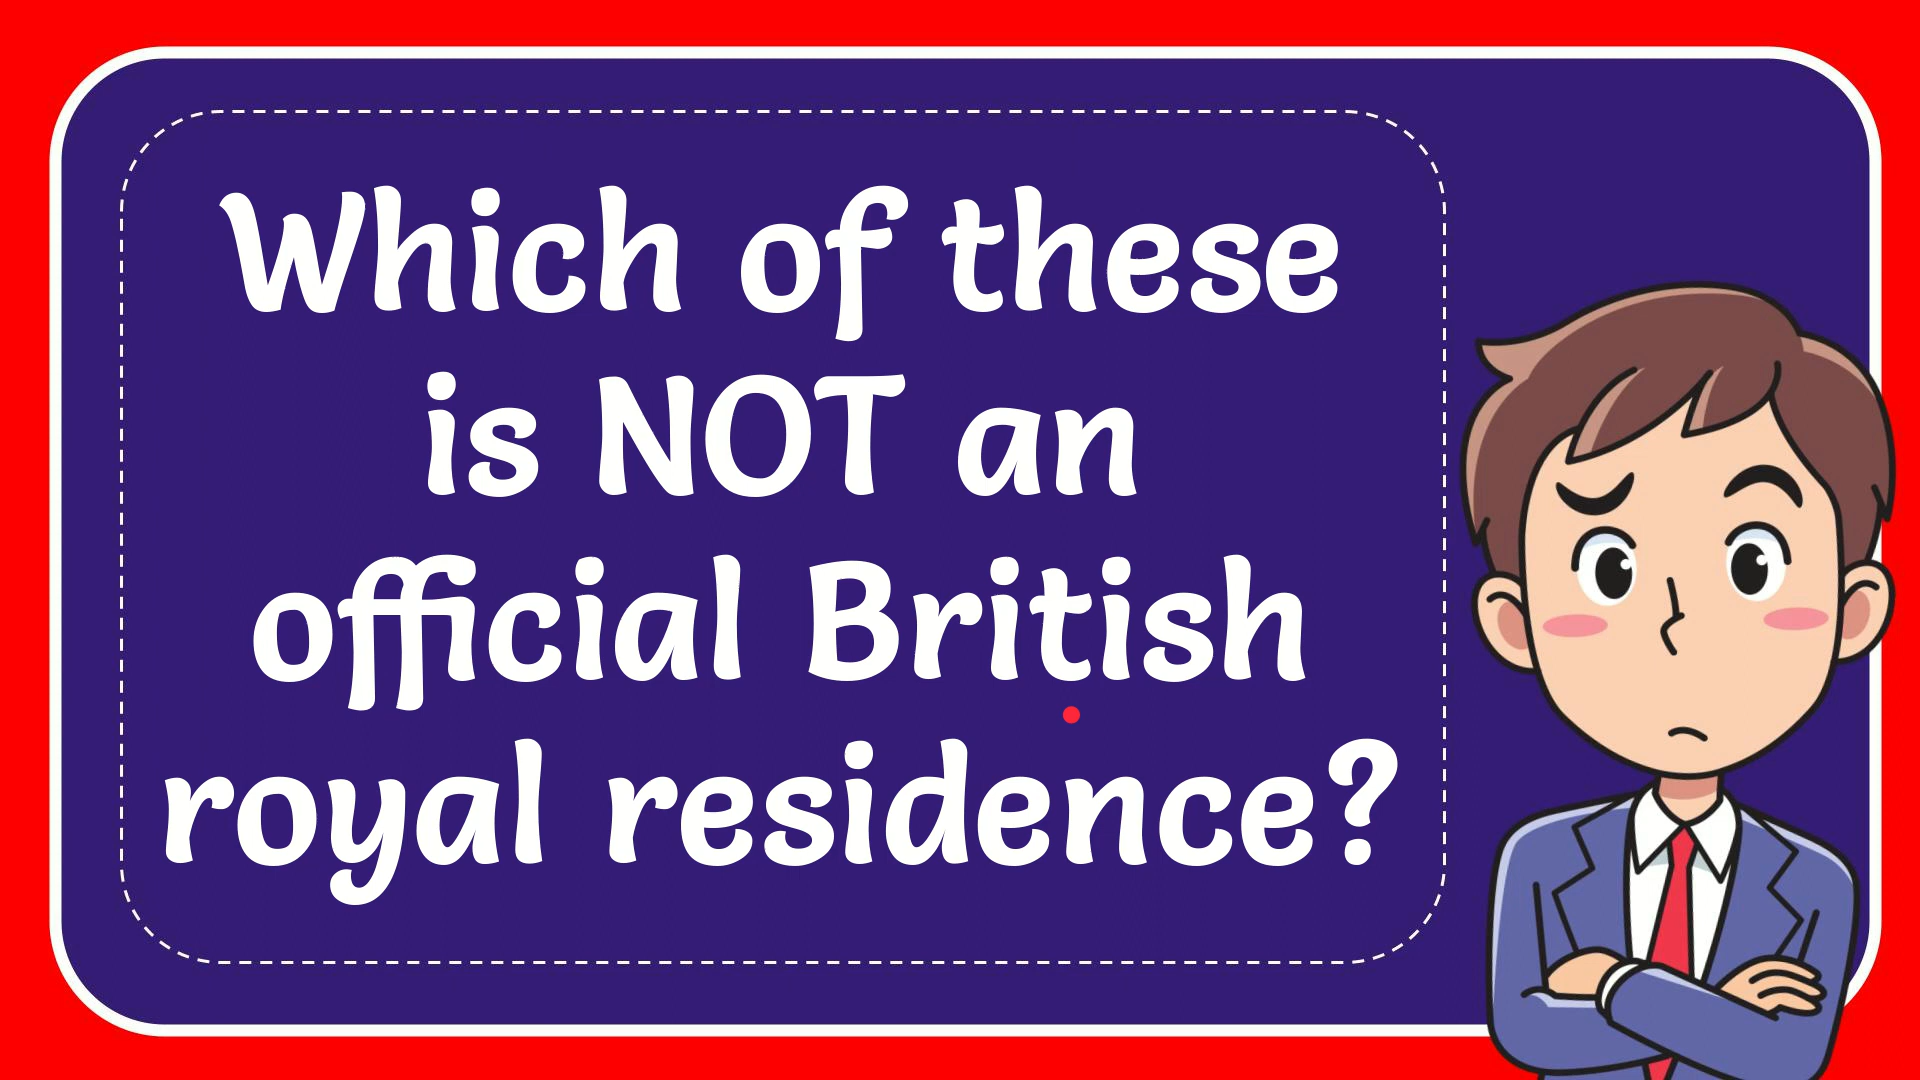 Which of these
is NOT an
official British
royal residence?